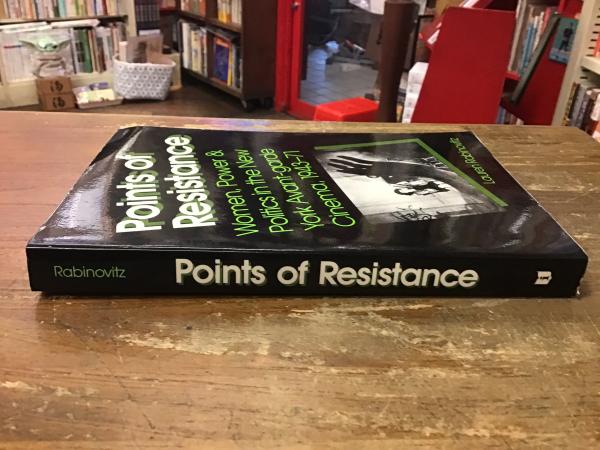 Points of
Resistance
Women, Power &
Politics in the New
York Avant-garde
Cinema, 1943-71
Lauren Rabinovitz
Rabinovitz
Points of Resistance